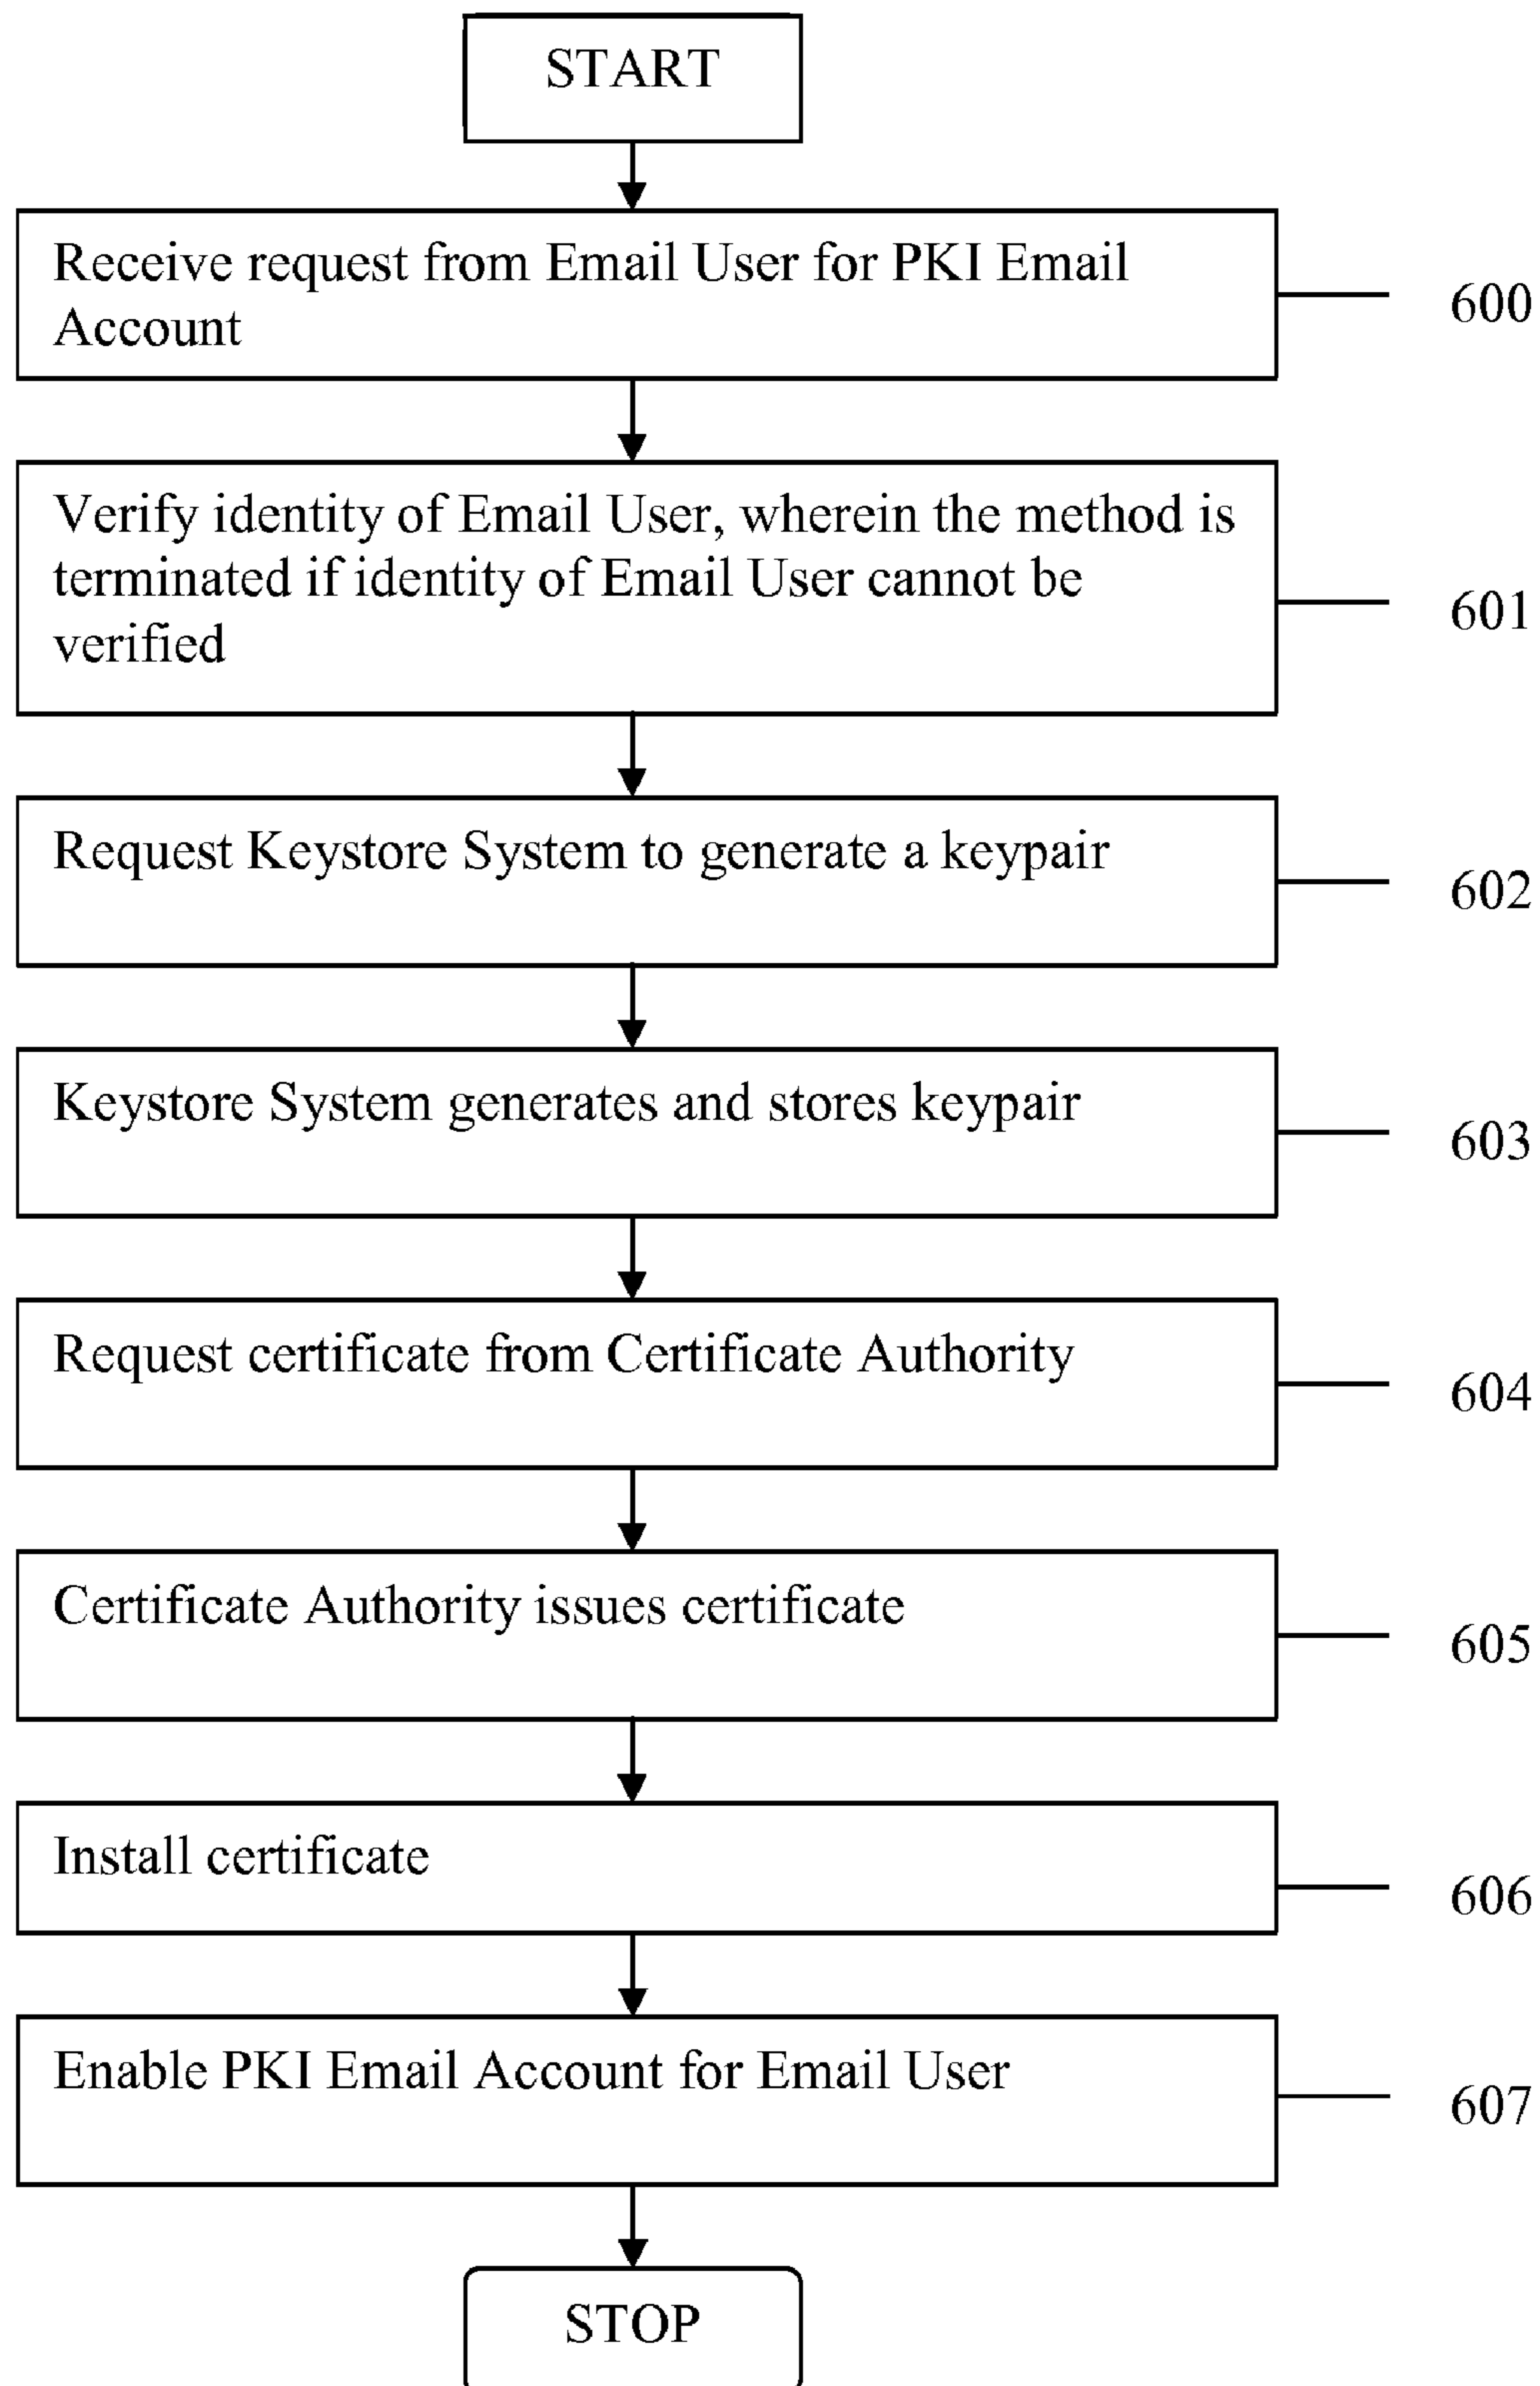 START
Receive request from Email User for PKI Email
Account
600
Verify identity of Email User, wherein the method is
terminated if identity of Email User cannot be
verified
601
Request Keystore System to generate a keypair
602
Keystore System generates and stores keypair
603
Request certificate from Certificate Authority
604
Certificate Authority issues certificate
605
Install certificate
606
Enable PKI Email Account for Email User
607
STOP